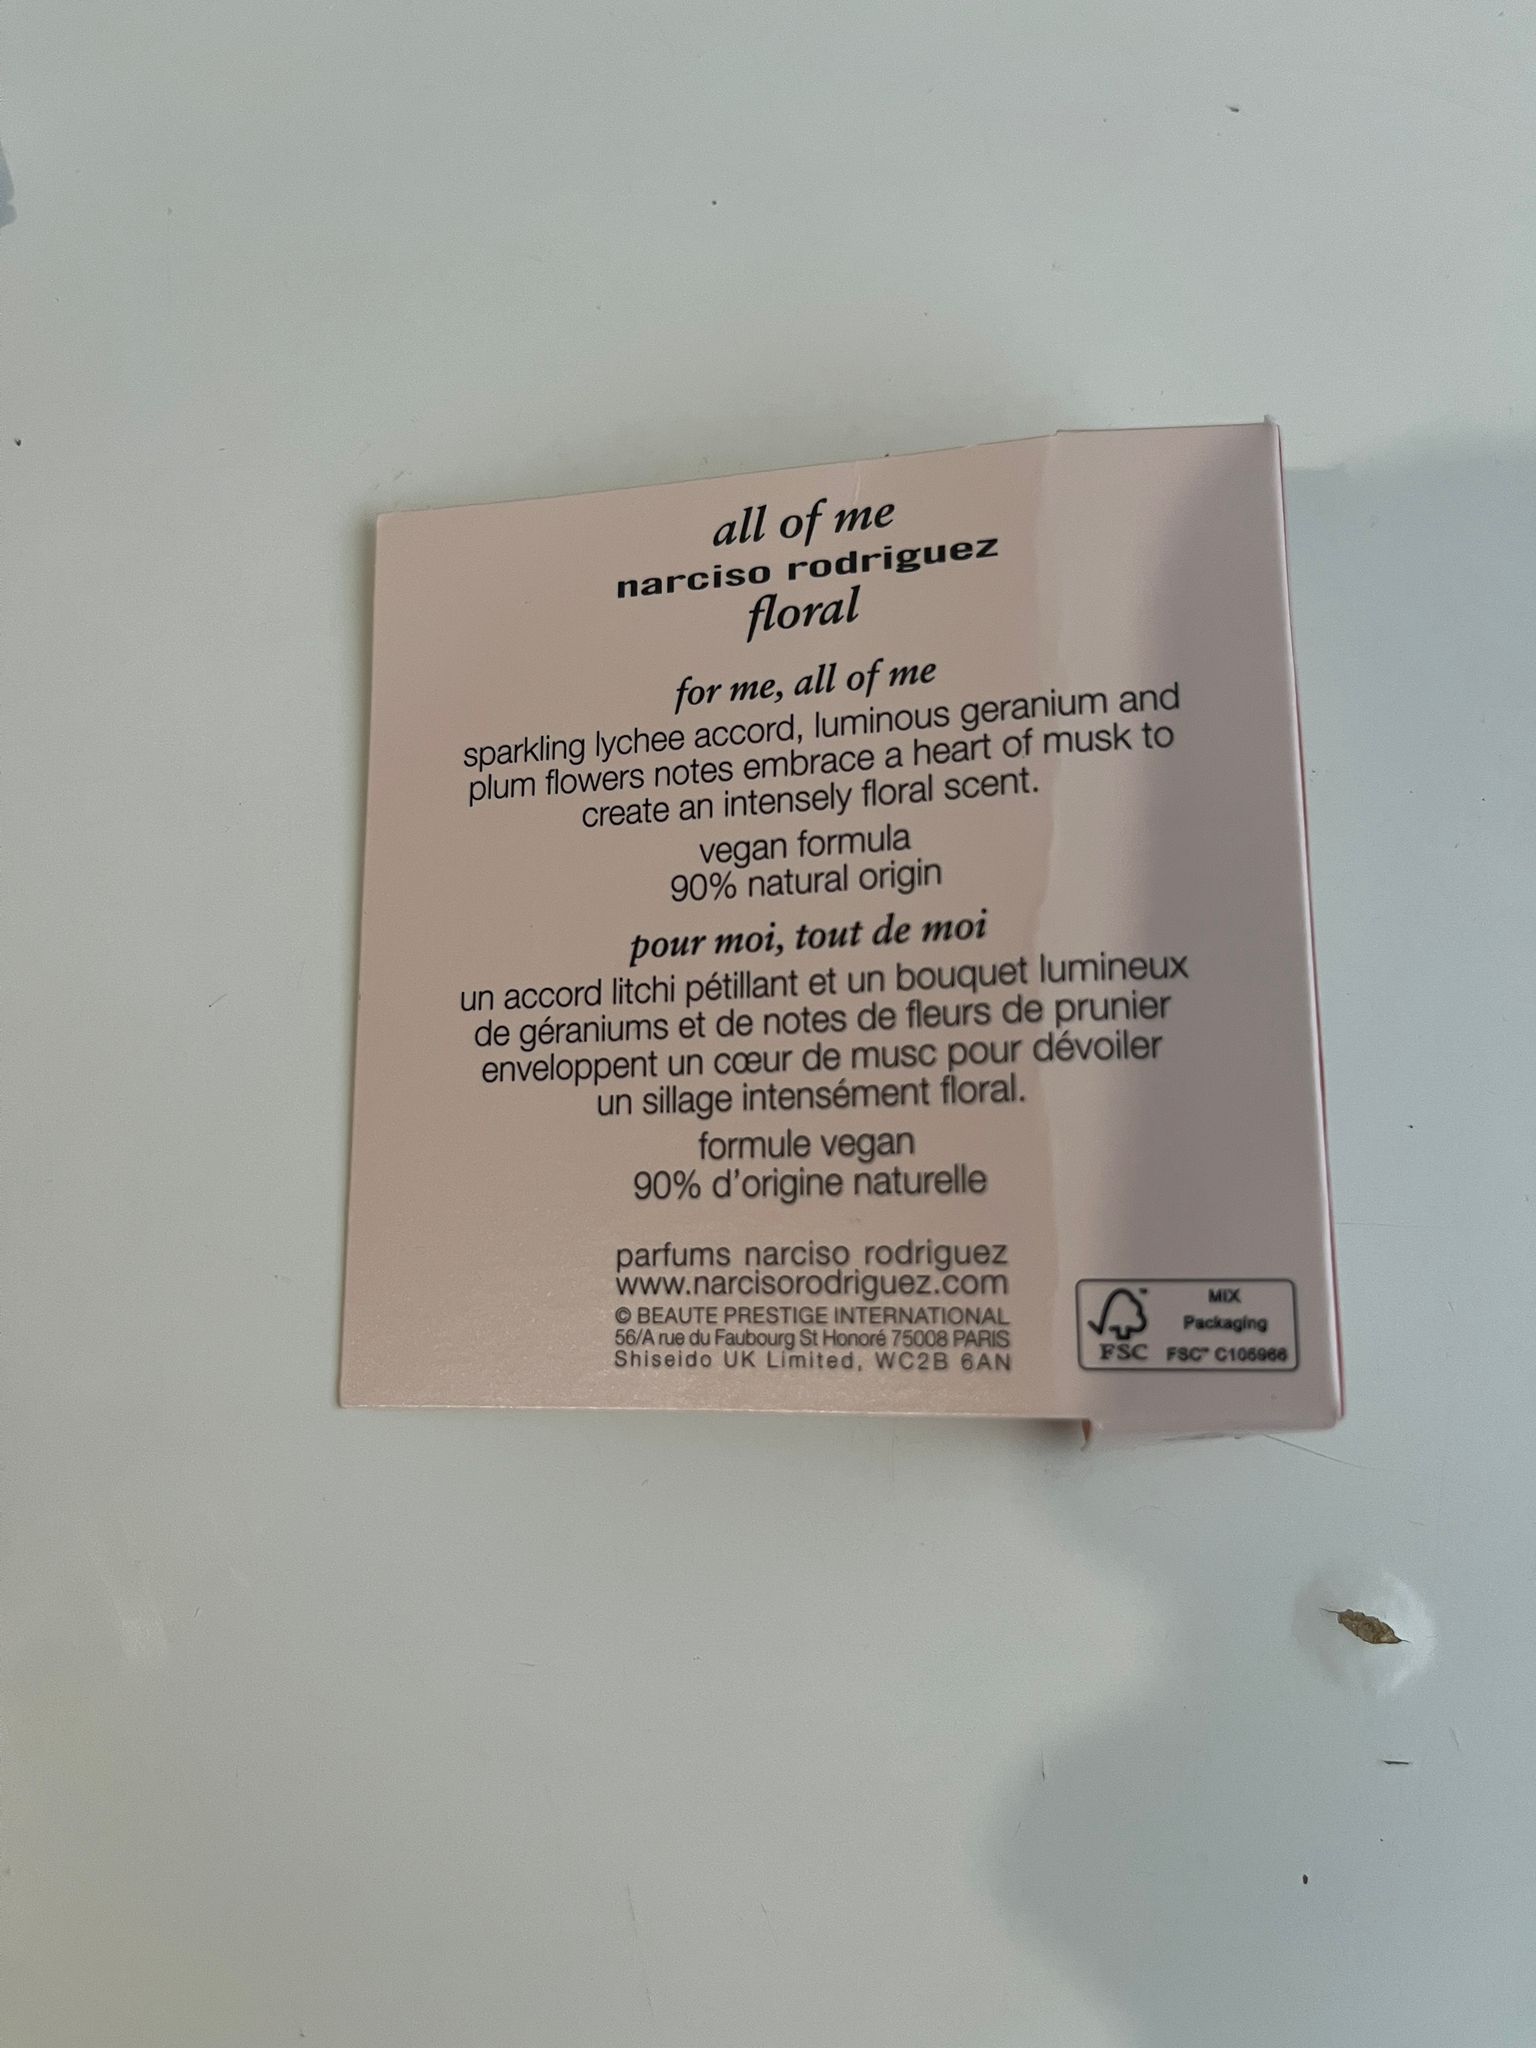 all of me
narciso rodriguez
floral
for me, all of me
sparkling lychee accord, luminous geranium and
plum flowers notes embrace a heart of musk to
create an intensely floral scent.
vegan formula
90% natural origin
pour moi, tout de moi
un accord litchi pétillant et un bouquet lumineux
de géraniums et de notes de fleurs de prunier
enveloppent un cœur de musc pour dévoiler
un sillage intensément floral.
formule vegan
90% d'origine naturelle
parfums narciso rodriguez
www.narcisorodriguez.com
© BEAUTE PRESTIGE INTERNATIONAL
56/A rue du Faubourg St Honoré 75008 PARIS
Shiseido UK Limited, WC2B 6AN
MIX
Packaging
FSC FSC™ C105966